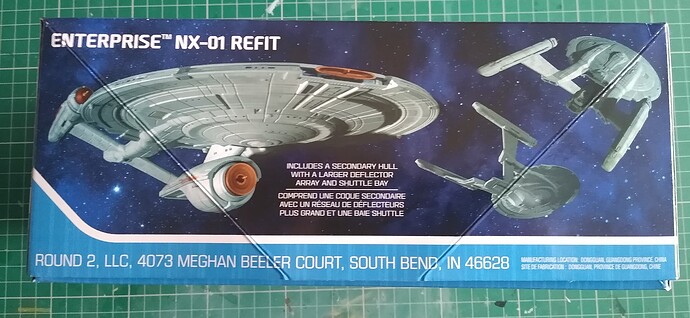 ENTERPRISE™ NX-01 REFIT
INCLUDES A SECONDARY HULL
WITH A LARGER DEFLECTOR
ARRAY AND SHUTTLE BAY
COMPREND UNE COQUE SECONDAIRE
AVEC UN RÉSEAU DE DÉFLECTEURS
PLUS GRAND ET UNE BAIE SHUTTLE
ROUND 2, LLC, 4073 MEGHAN BEELER COURT, SOUTH BEND, IN 46628
MANUFACTURING LOCATION: DONGGUAN, GUANGDONG PROVINCE, CHINA
SITE DE FABRICATION: DONGGUAN, PROVINCE DE GUANGDONG, CHINE